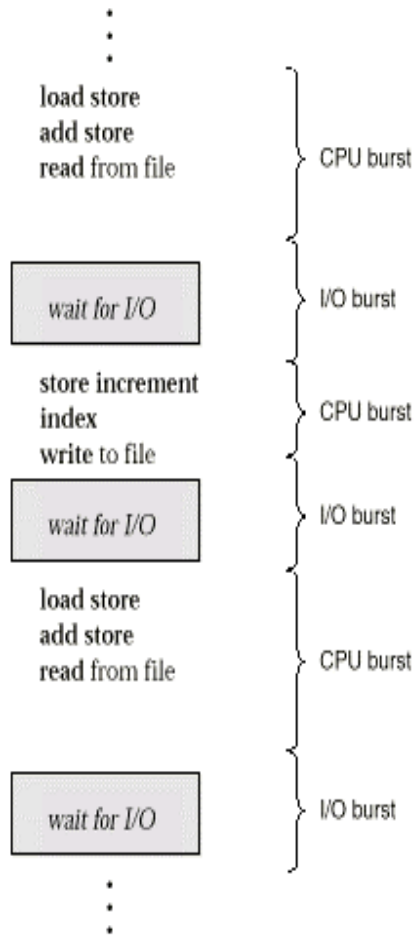 load store
add store
read from file
CPU burst
wait for I/O
I/O burst
store increment
index
write to file
CPU burst
wait for I/O
I/O burst
load store
add store
read from file
CPU burst
wait for I/O
I/O burst